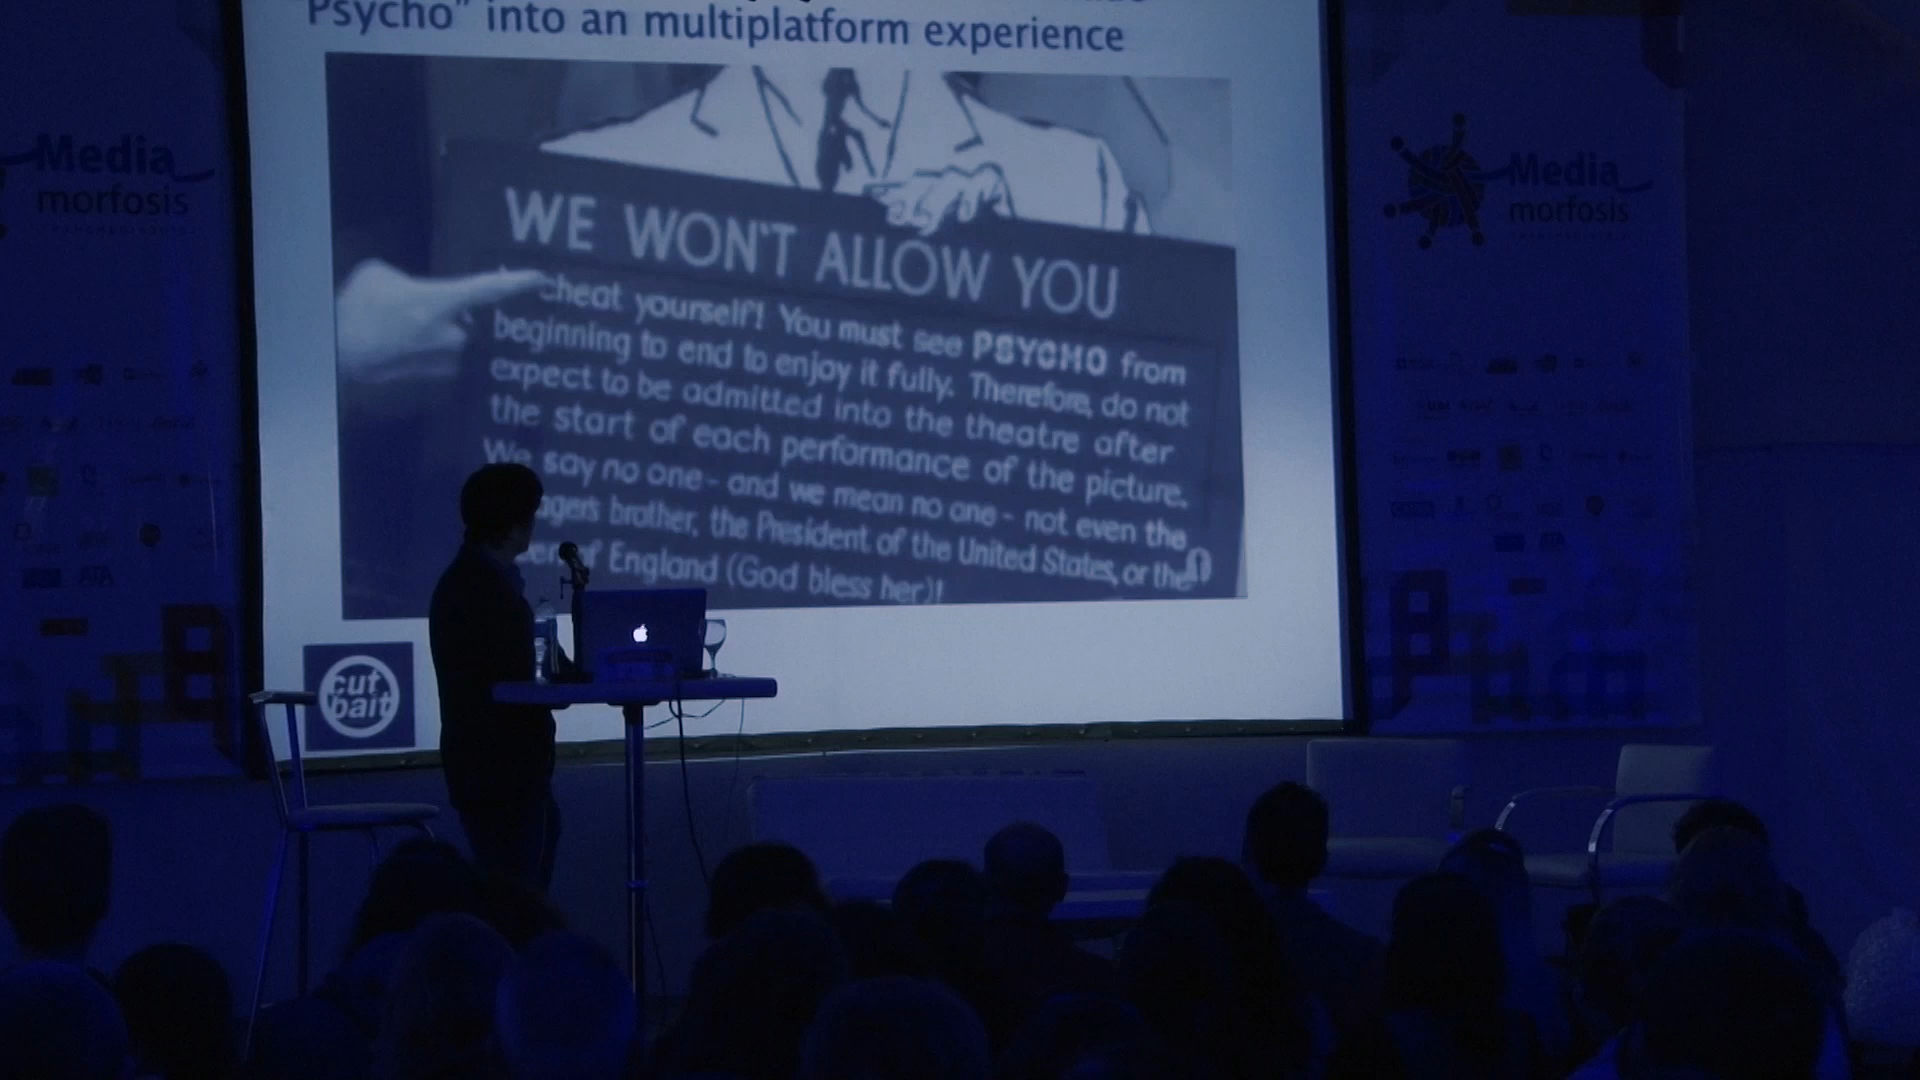 Psycho" into an multiplatform experience
WE WON'T ALLOW YOU
cheat yourself! You must see PSYCHO from
beginning to end to enjoy it fully. Therefore, do not
expect to be admitted into the theatre after
the start of each performance of the picture.
We say no one - and we mean no one - not even the
brother, the President of the United States, or the
of England (God bless her)!
cut
bait
Media
morfosis
Media
morfosis
ATA